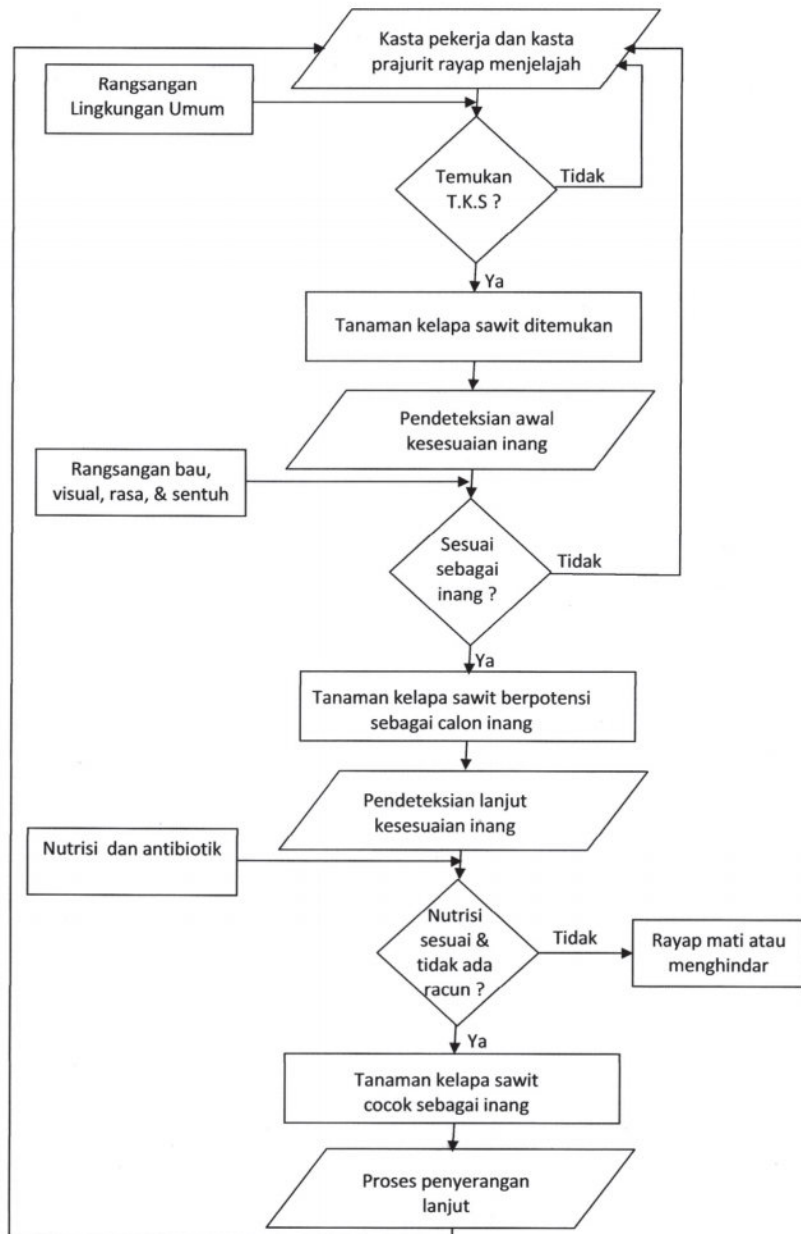 Kasta pekerja dan kasta
prajurit rayap menjelajah
Rangsangan
Lingkungan Umum
Temukan
T.K.S ?
Tidak
Ya
Tanaman kelapa sawit ditemukan
Pendeteksian awal
kesesuaian inang
Rangsangan bau,
visual, rasa, & sentuh
Sesuai
sebagai
inang ?
Tidak
Ya
Tanaman kelapa sawit berpotensi
sebagai calon inang
Pendeteksian lanjut
kesesuaian inang
Nutrisi dan antibiotik
Nutrisi
sesuai &
tidak ada
racun ?
Tidak
Rayap mati atau
menghindar
Ya
Tanaman kelapa sawit
cocok sebagai inang
Proses penyerangan
lanjut